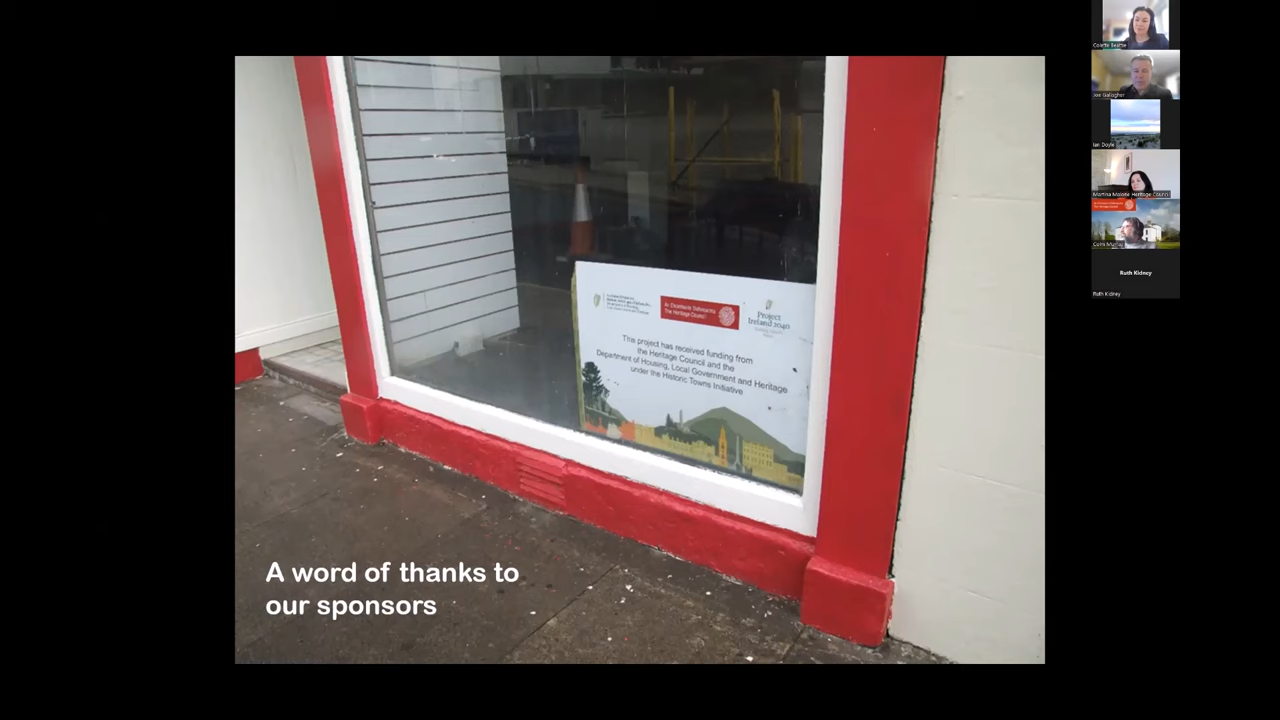 An Chomhairle Oidhreachta
The Heritage Council
Project
Ireland 2040
This project has received funding from
the Heritage Council and the
Department of Housing, Local Government and Heritage
under the Historic Towns Initiative
A word of thanks to
our sponsors
Colette Beattie
Joe Gallagher
Ian Doyle
Martina Malone Heritage Council
Colm Murray
Ruth Kidney
Ruth Kidney